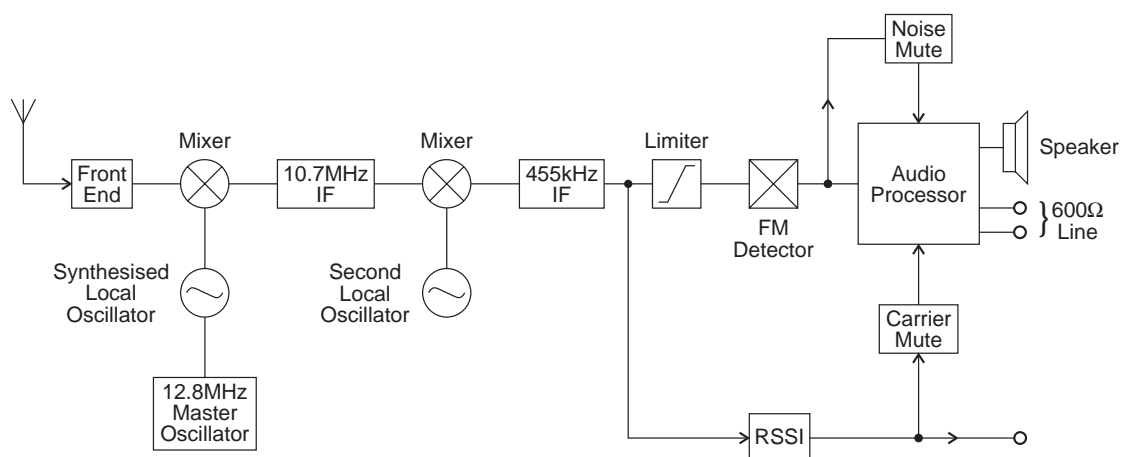 Noise
Mute
Mixer
Mixer
Limiter
Front
End
10.7MHz
IF
455kHz
IF
FM
Detector
Audio
Processor
Speaker
600Ω
Line
Synthesised
Local
Oscillator
Second
Local
Oscillator
Carrier
Mute
12.8MHz
Master
Oscillator
RSSI